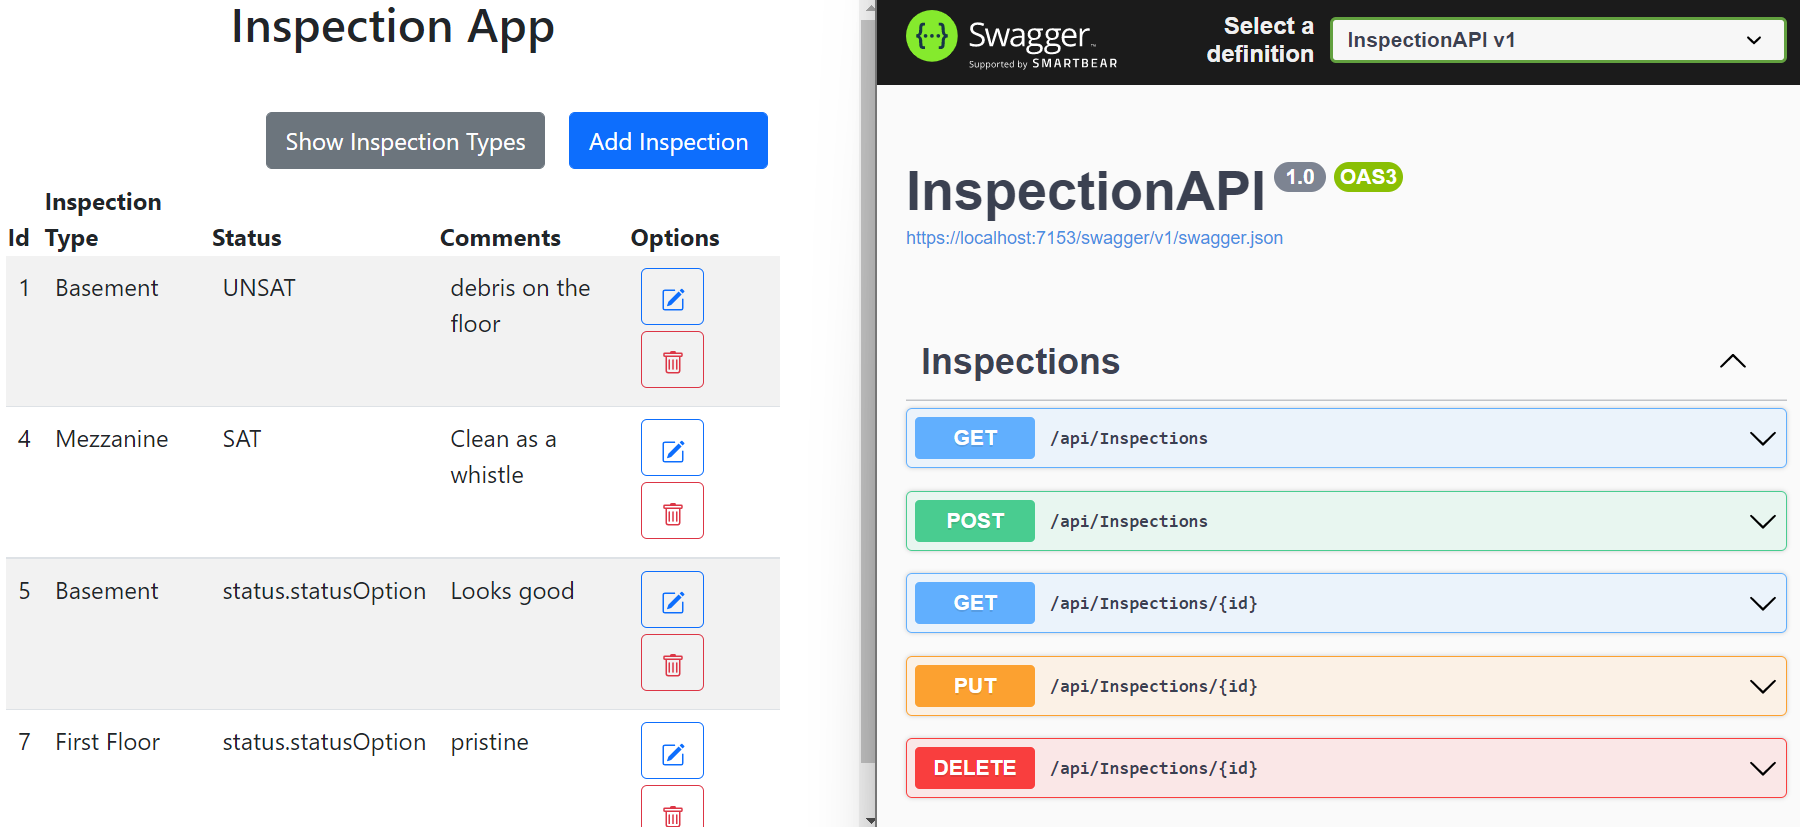 Inspection App
Show Inspection Types
Add Inspection
Id
Inspection
Type
Status
Comments
Options
1
Basement
UNSAT
debris on the
floor
4
Mezzanine
SAT
Clean as a
whistle
5
Basement
status.statusOption
Looks good
7
First Floor
status.statusOption
pristine
{···}
Swagger
Supported by SMARTBEAR
Select a
definition
InspectionAPI v1
InspectionAPI 1.0 OAS3
https://localhost:7153/swagger/v1/swagger.json
Inspections
GET /api/Inspections
POST /api/Inspections
GET /api/Inspections/{id}
PUT /api/Inspections/{id}
DELETE /api/Inspections/{id}